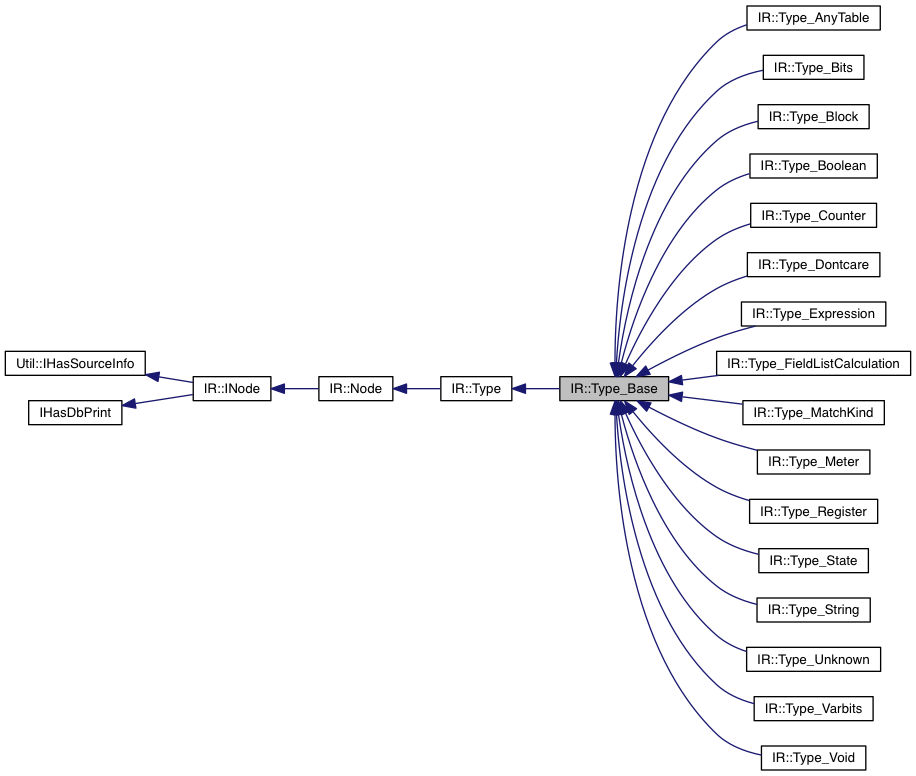 IR::Type_AnyTable
IR::Type_Bits
IR::Type_Block
IR::Type_Boolean
IR::Type_Counter
IR::Type_Dontcare
IR::Type_Expression
Util::IHasSourceInfo
IR::Type_FieldListCalculation
IR::INode
IR::Node
IR::Type
IR::Type_Base
IHasDbPrint
IR::Type_MatchKind
IR::Type_Meter
IR::Type_Register
IR::Type_State
IR::Type_String
IR::Type_Unknown
IR::Type_Varbits
IR::Type_Void